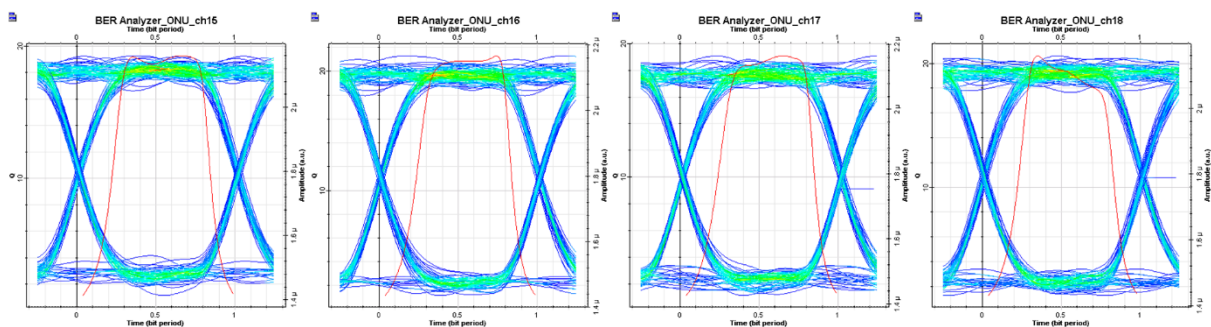 BER Analyzer_ONU_ch15
Time (bit period)
0 0.5 1
20
10
Q
2 µ
1.8 µ
1.6 µ
1.4 µ
Amplitude (a.u.)
0 0.5 1
Time (bit period)
BER Analyzer_ONU_ch16
Time (bit period)
0 0.5 1
20
10
Q
2.2 µ
2 µ
1.8 µ
1.6 µ
1.4 µ
Amplitude (a.u.)
0 0.5 1
Time (bit period)
BER Analyzer_ONU_ch17
Time (bit period)
0 0.5 1
20
10
Q
2.2 µ
2 µ
1.8 µ
1.6 µ
1.4 µ
Amplitude (a.u.)
0 0.5 1
Time (bit period)
BER Analyzer_ONU_ch18
Time (bit period)
0 0.5 1
20
10
Q
2 µ
1.8 µ
1.6 µ
1.4 µ
Amplitude (a.u.)
0 0.5 1
Time (bit period)